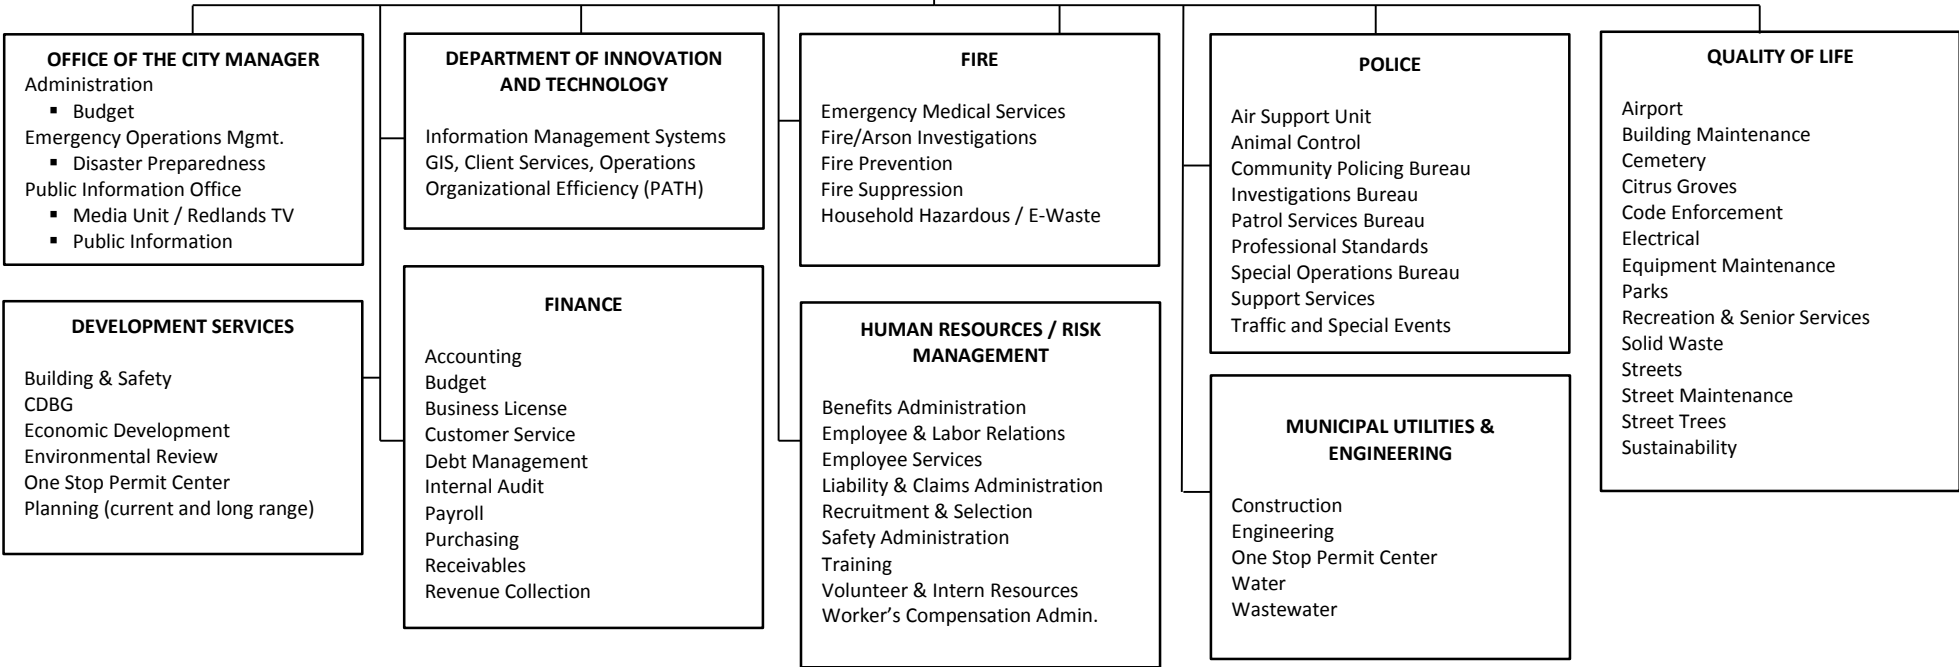 OFFICE OF THE CITY MANAGER
Administration
▪ Budget
Emergency Operations Mgmt.
▪ Disaster Preparedness
Public Information Office
▪ Media Unit / Redlands TV
▪ Public Information
DEVELOPMENT SERVICES
Building & Safety
CDBG
Economic Development
Environmental Review
One Stop Permit Center
Planning (current and long range)
DEPARTMENT OF INNOVATION
AND TECHNOLOGY
Information Management Systems
GIS, Client Services, Operations
Organizational Efficiency (PATH)
FINANCE
Accounting
Budget
Business License
Customer Service
Debt Management
Internal Audit
Payroll
Purchasing
Receivables
Revenue Collection
FIRE
Emergency Medical Services
Fire/Arson Investigations
Fire Prevention
Fire Suppression
Household Hazardous / E-Waste
HUMAN RESOURCES / RISK
MANAGEMENT
Benefits Administration
Employee & Labor Relations
Employee Services
Liability & Claims Administration
Recruitment & Selection
Safety Administration
Training
Volunteer & Intern Resources
Worker’s Compensation Admin.
POLICE
Air Support Unit
Animal Control
Community Policing Bureau
Investigations Bureau
Patrol Services Bureau
Professional Standards
Special Operations Bureau
Support Services
Traffic and Special Events
MUNICIPAL UTILITIES &
ENGINEERING
Construction
Engineering
One Stop Permit Center
Water
Wastewater
QUALITY OF LIFE
Airport
Building Maintenance
Cemetery
Citrus Groves
Code Enforcement
Electrical
Equipment Maintenance
Parks
Recreation & Senior Services
Solid Waste
Streets
Street Maintenance
Street Trees
Sustainability